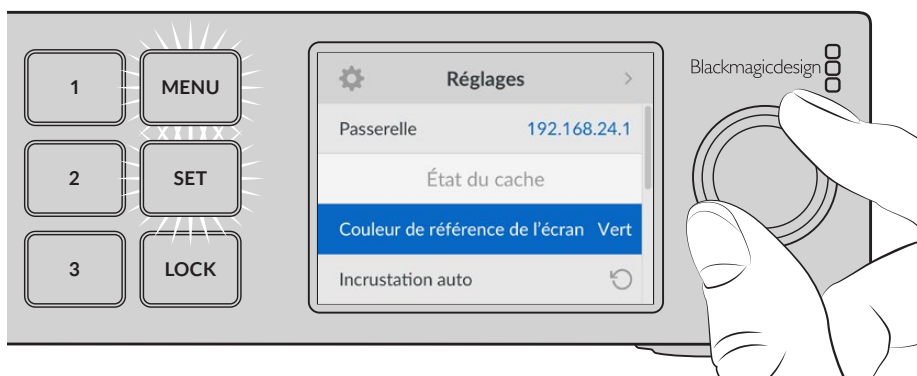 1
MENU
2
SET
3
LOCK
Réglages
Passerelle 192.168.24.1
État du cache
Couleur de référence de l’écran Vert
Incrustation auto
Blackmagicdesign